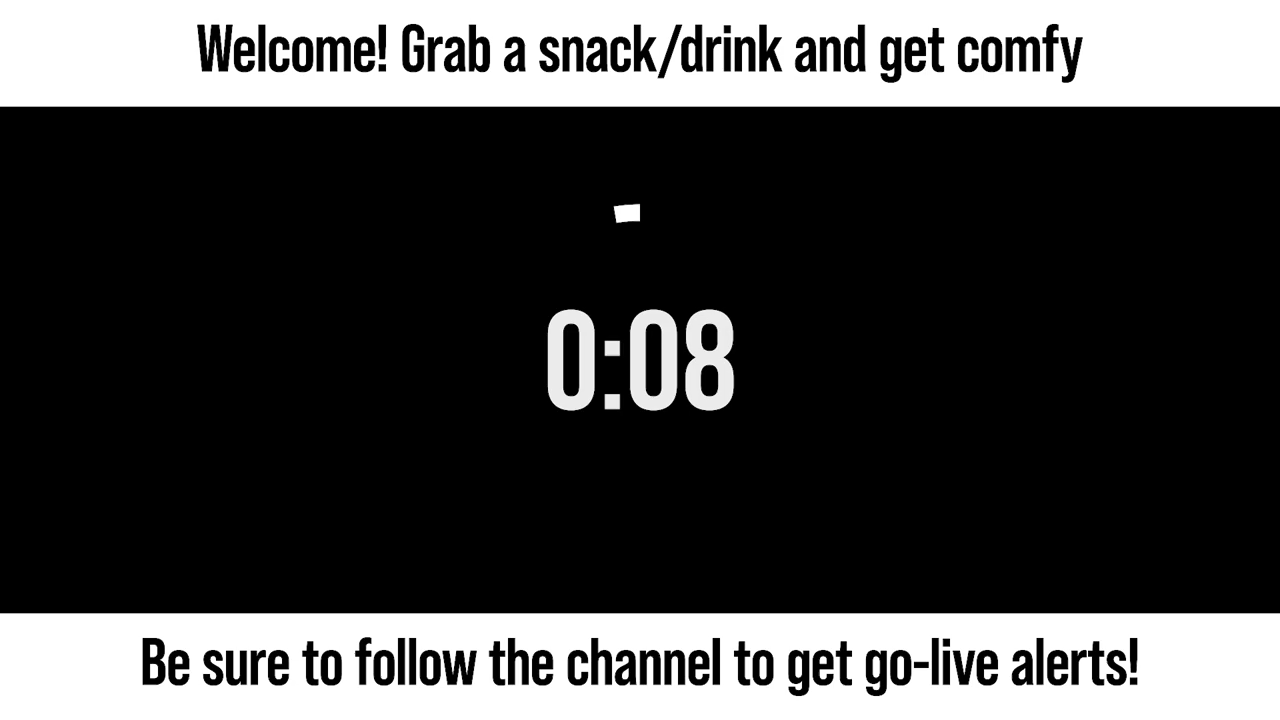 Welcome! Grab a snack/drink and get comfy
0:08
Be sure to follow the channel to get go-live alerts!